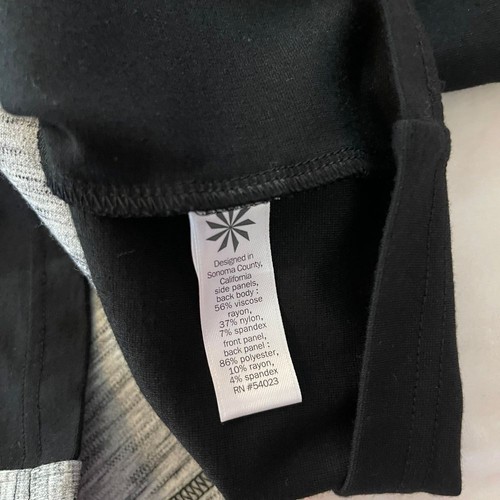 Designed in
Sonoma County,
California
side panels,
back body :
56% viscose
rayon,
37% nylon,
7% spandex
front panel,
back panel :
86% polyester,
10% rayon,
4% spandex
RN #54023